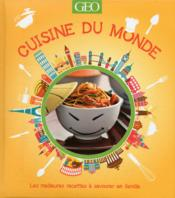 GEO
CUISINE DU MONDE
Les meilleures recettes à savourer en famille